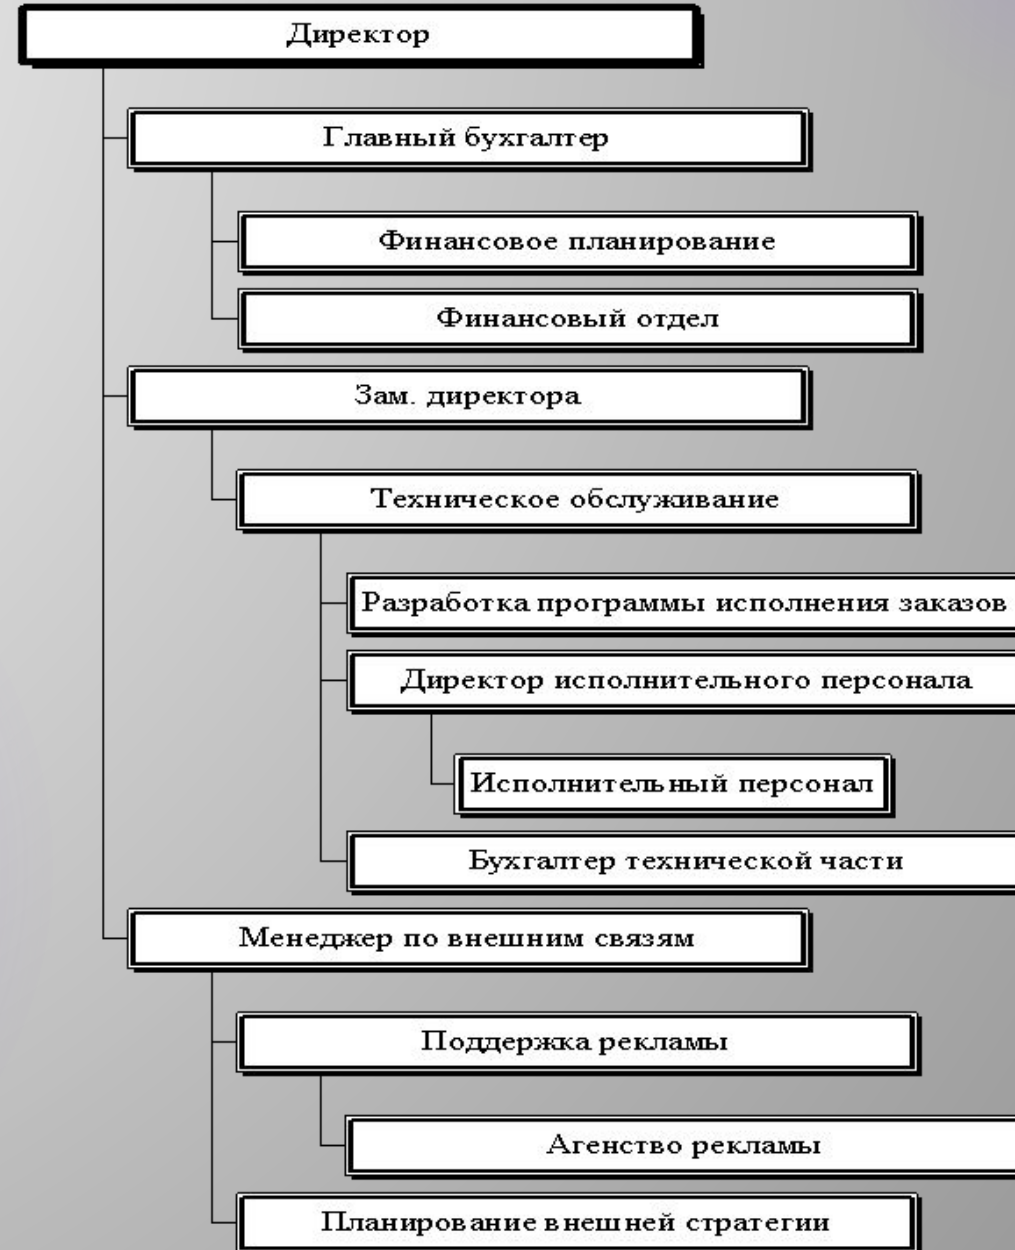 Директор
Главный бухгалтер
Финансовое планирование
Финансовый отдел
Зам. директора
Техническое обслуживание
Разработка программы исполнения заказов
Директор исполнительного персонала
Исполнительный персонал
Бухгалтер технической части
Менеджер по внешним связям
Поддержка рекламы
Агенство рекламы
Планирование внешней стратегии